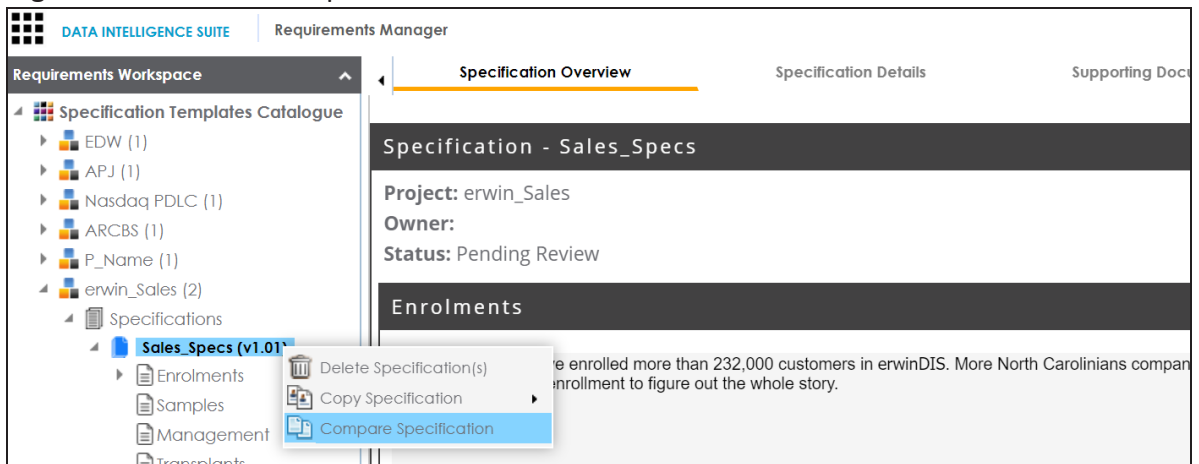 DATA INTELLIGENCE SUITE Requirements Manager
Requirements Workspace
Specification Overview Specification Details Supporting Docu
Specification Templates Catalogue
EDW (1)
APJ (1)
Nasdaq PDLC (1)
ARCBS (1)
P_Name (1)
erwin_Sales (2)
Specifications
Sales_Specs (v1.01)
Enrolments
Samples
Management
Transplants
Delete Specification(s)
Copy Specification
Compare Specification
Specification - Sales_Specs
Project: erwin_Sales
Owner:
Status: Pending Review
Enrolments
e enrolled more than 232,000 customers in erwinDIS. More North Carolinians compan
enrollment to figure out the whole story.